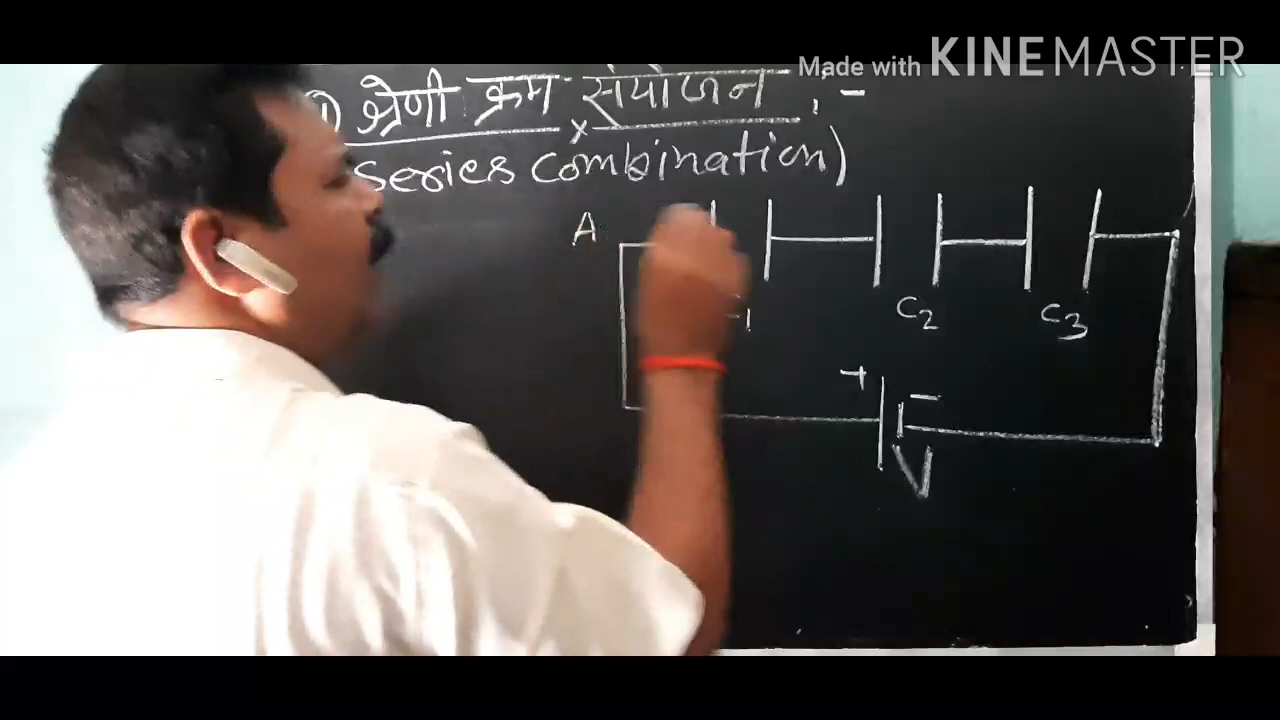 Made with KINEMASTER
श्रेणी क्रम संयोजन :-
x
(series combination)
A
C2
C3
+ -
V